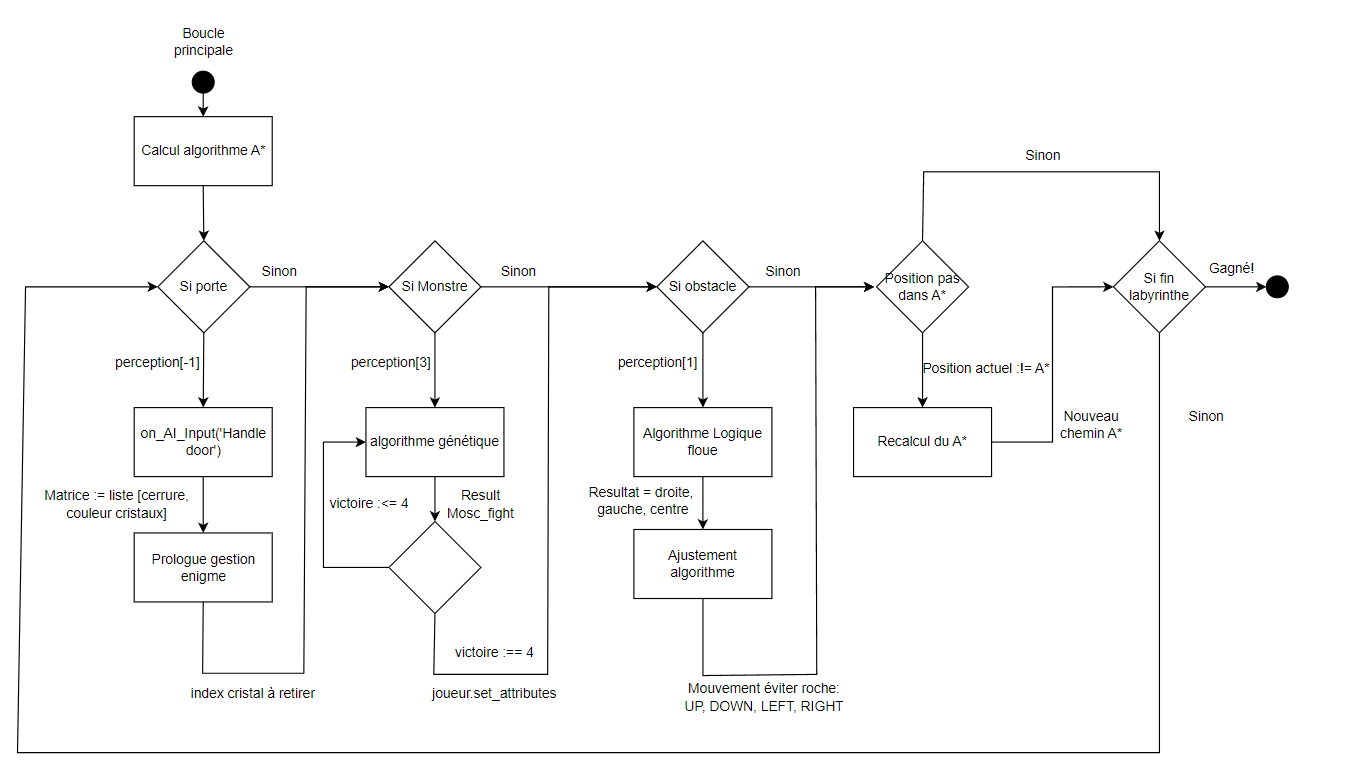 Boucle
principale
Calcul algorithme A*
Sinon
Si porte
Sinon
Si Monstre
Sinon
Si obstacle
Sinon
Position pas
dans A*
Si fin
labyrinthe
Gagné!
perception[-1]
perception[3]
perception[1]
Position actuel :!= A*
on_AI_Input('Handle
door')
algorithme génétique
Algorithme Logique
floue
Recalcul du A*
Nouveau
chemin A*
Sinon
Matrice := liste [cerrure,
couleur cristaux]
victoire :<= 4
Result
Mosc_fight
Resultat = droite,
gauche, centre
Prologue gestion
enigme
Ajustement
algorithme
victoire :== 4
index cristal à retirer
joueur.set_attributes
Mouvement éviter roche:
UP, DOWN, LEFT, RIGHT